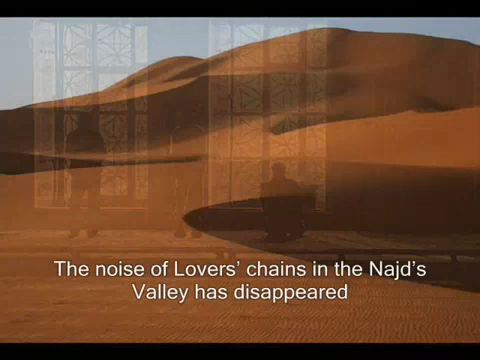 The noise of Lovers’ chains in the Najd’s
Valley has disappeared